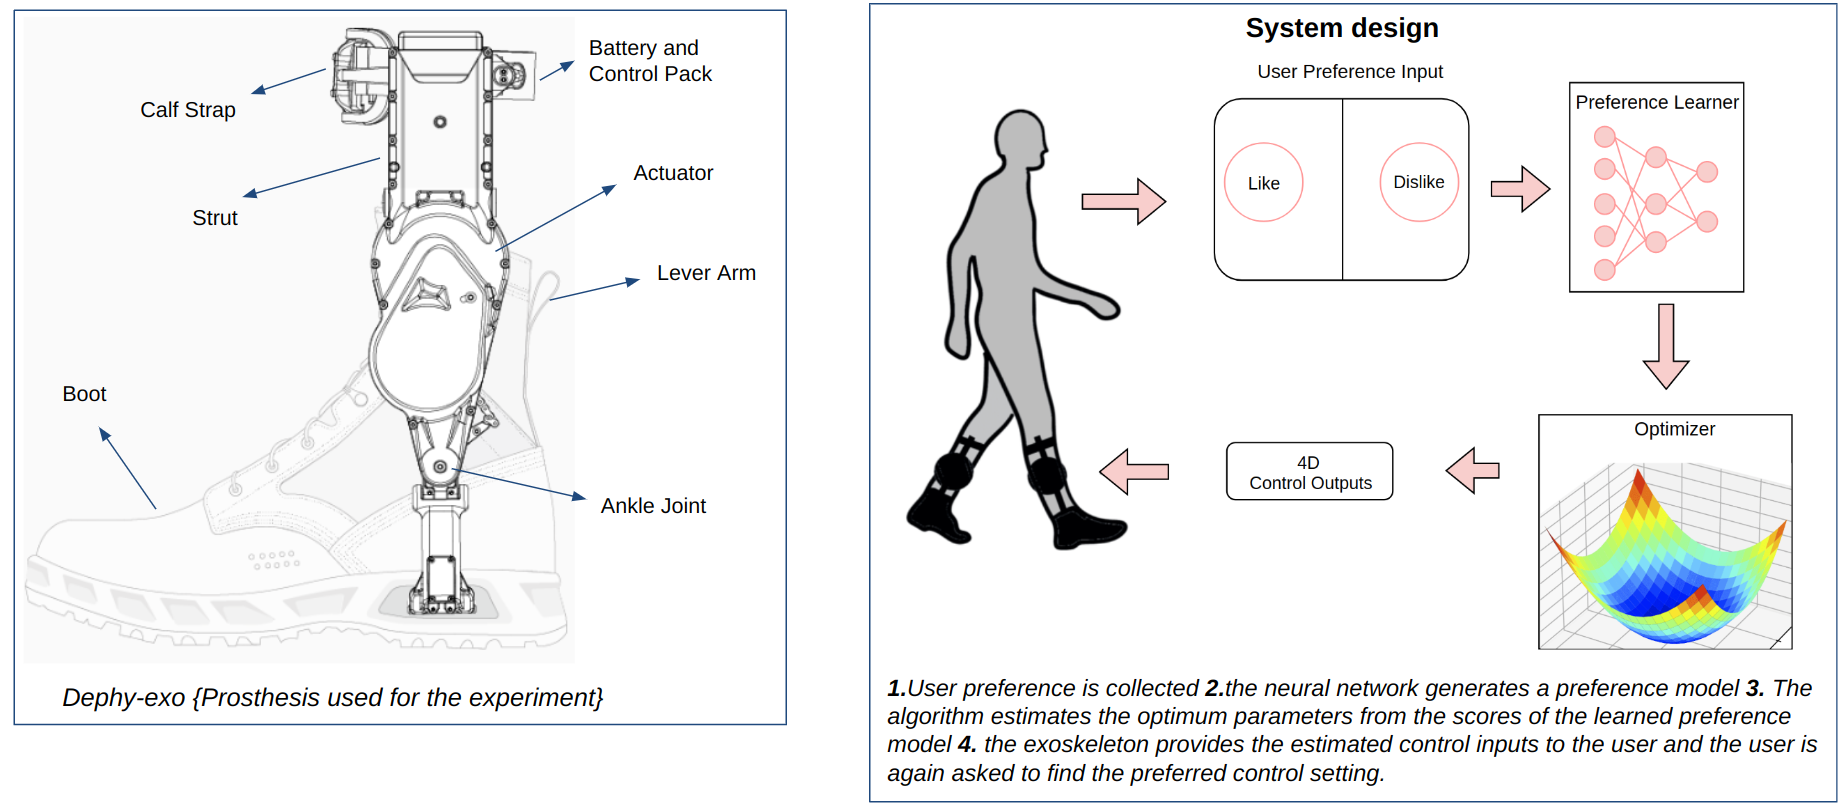 Battery and
Control Pack
Calf Strap
Actuator
Strut
Lever Arm
Boot
Ankle Joint
Dephy-exo {Prosthesis used for the experiment}
System design
User Preference Input
Preference Learner
Like
Dislike
Optimizer
4D
Control Outputs
1.User preference is collected 2.the neural network generates a preference model 3. The
algorithm estimates the optimum parameters from the scores of the learned preference
model 4. the exoskeleton provides the estimated control inputs to the user and the user is
again asked to find the preferred control setting.